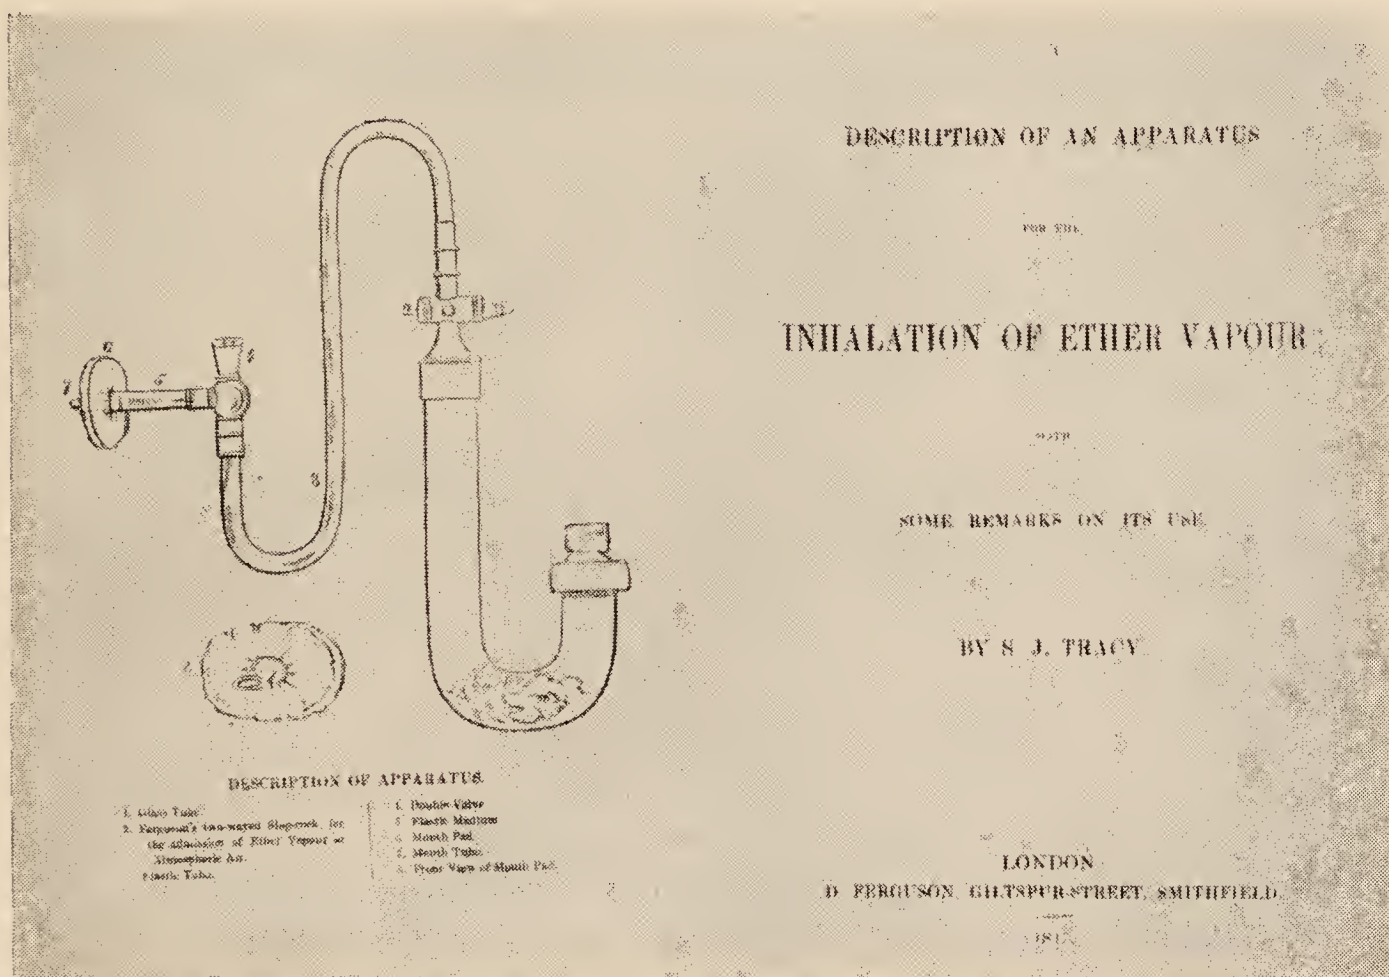 DESCRIPTION OF APPARATUS.
1. Glass Tube.
2. Ferguson's two-wayed Stop-cock, for
the admission of Ether Vapour or
Atmospheric Air.
Elastic Tube.
4. Double Valve
5. Elastic Medium
6. Mouth Pad.
7. Mouth Tube.
8. Front View of Mouth Pad.
DESCRIPTION OF AN APPARATUS
FOR THE
INHALATION OF ETHER VAPOUR;
WITH
SOME REMARKS ON ITS USE
BY S J. TRACY
LONDON
D FERGUSON, GILTSPUR-STREET, SMITHFIELD.